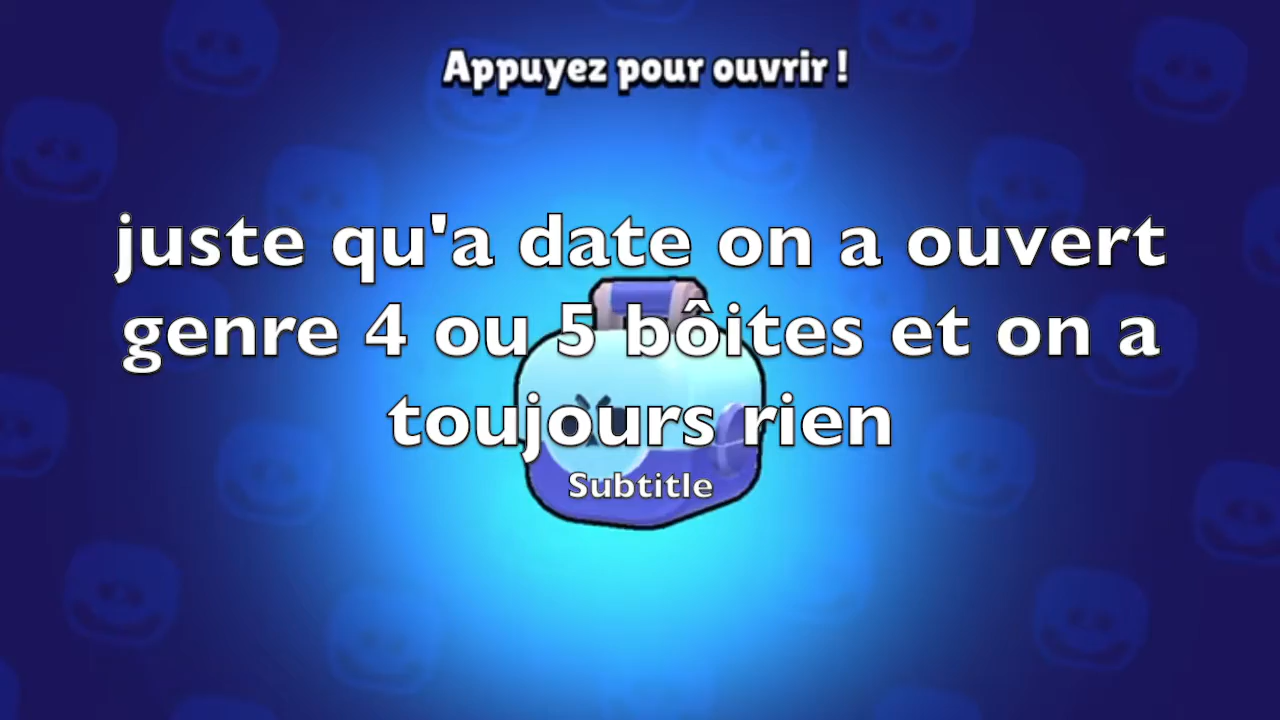 Appuyez pour ouvrir !
juste qu'a date on a ouvert
genre 4 ou 5 bôites et on a
toujours rien
Subtitle